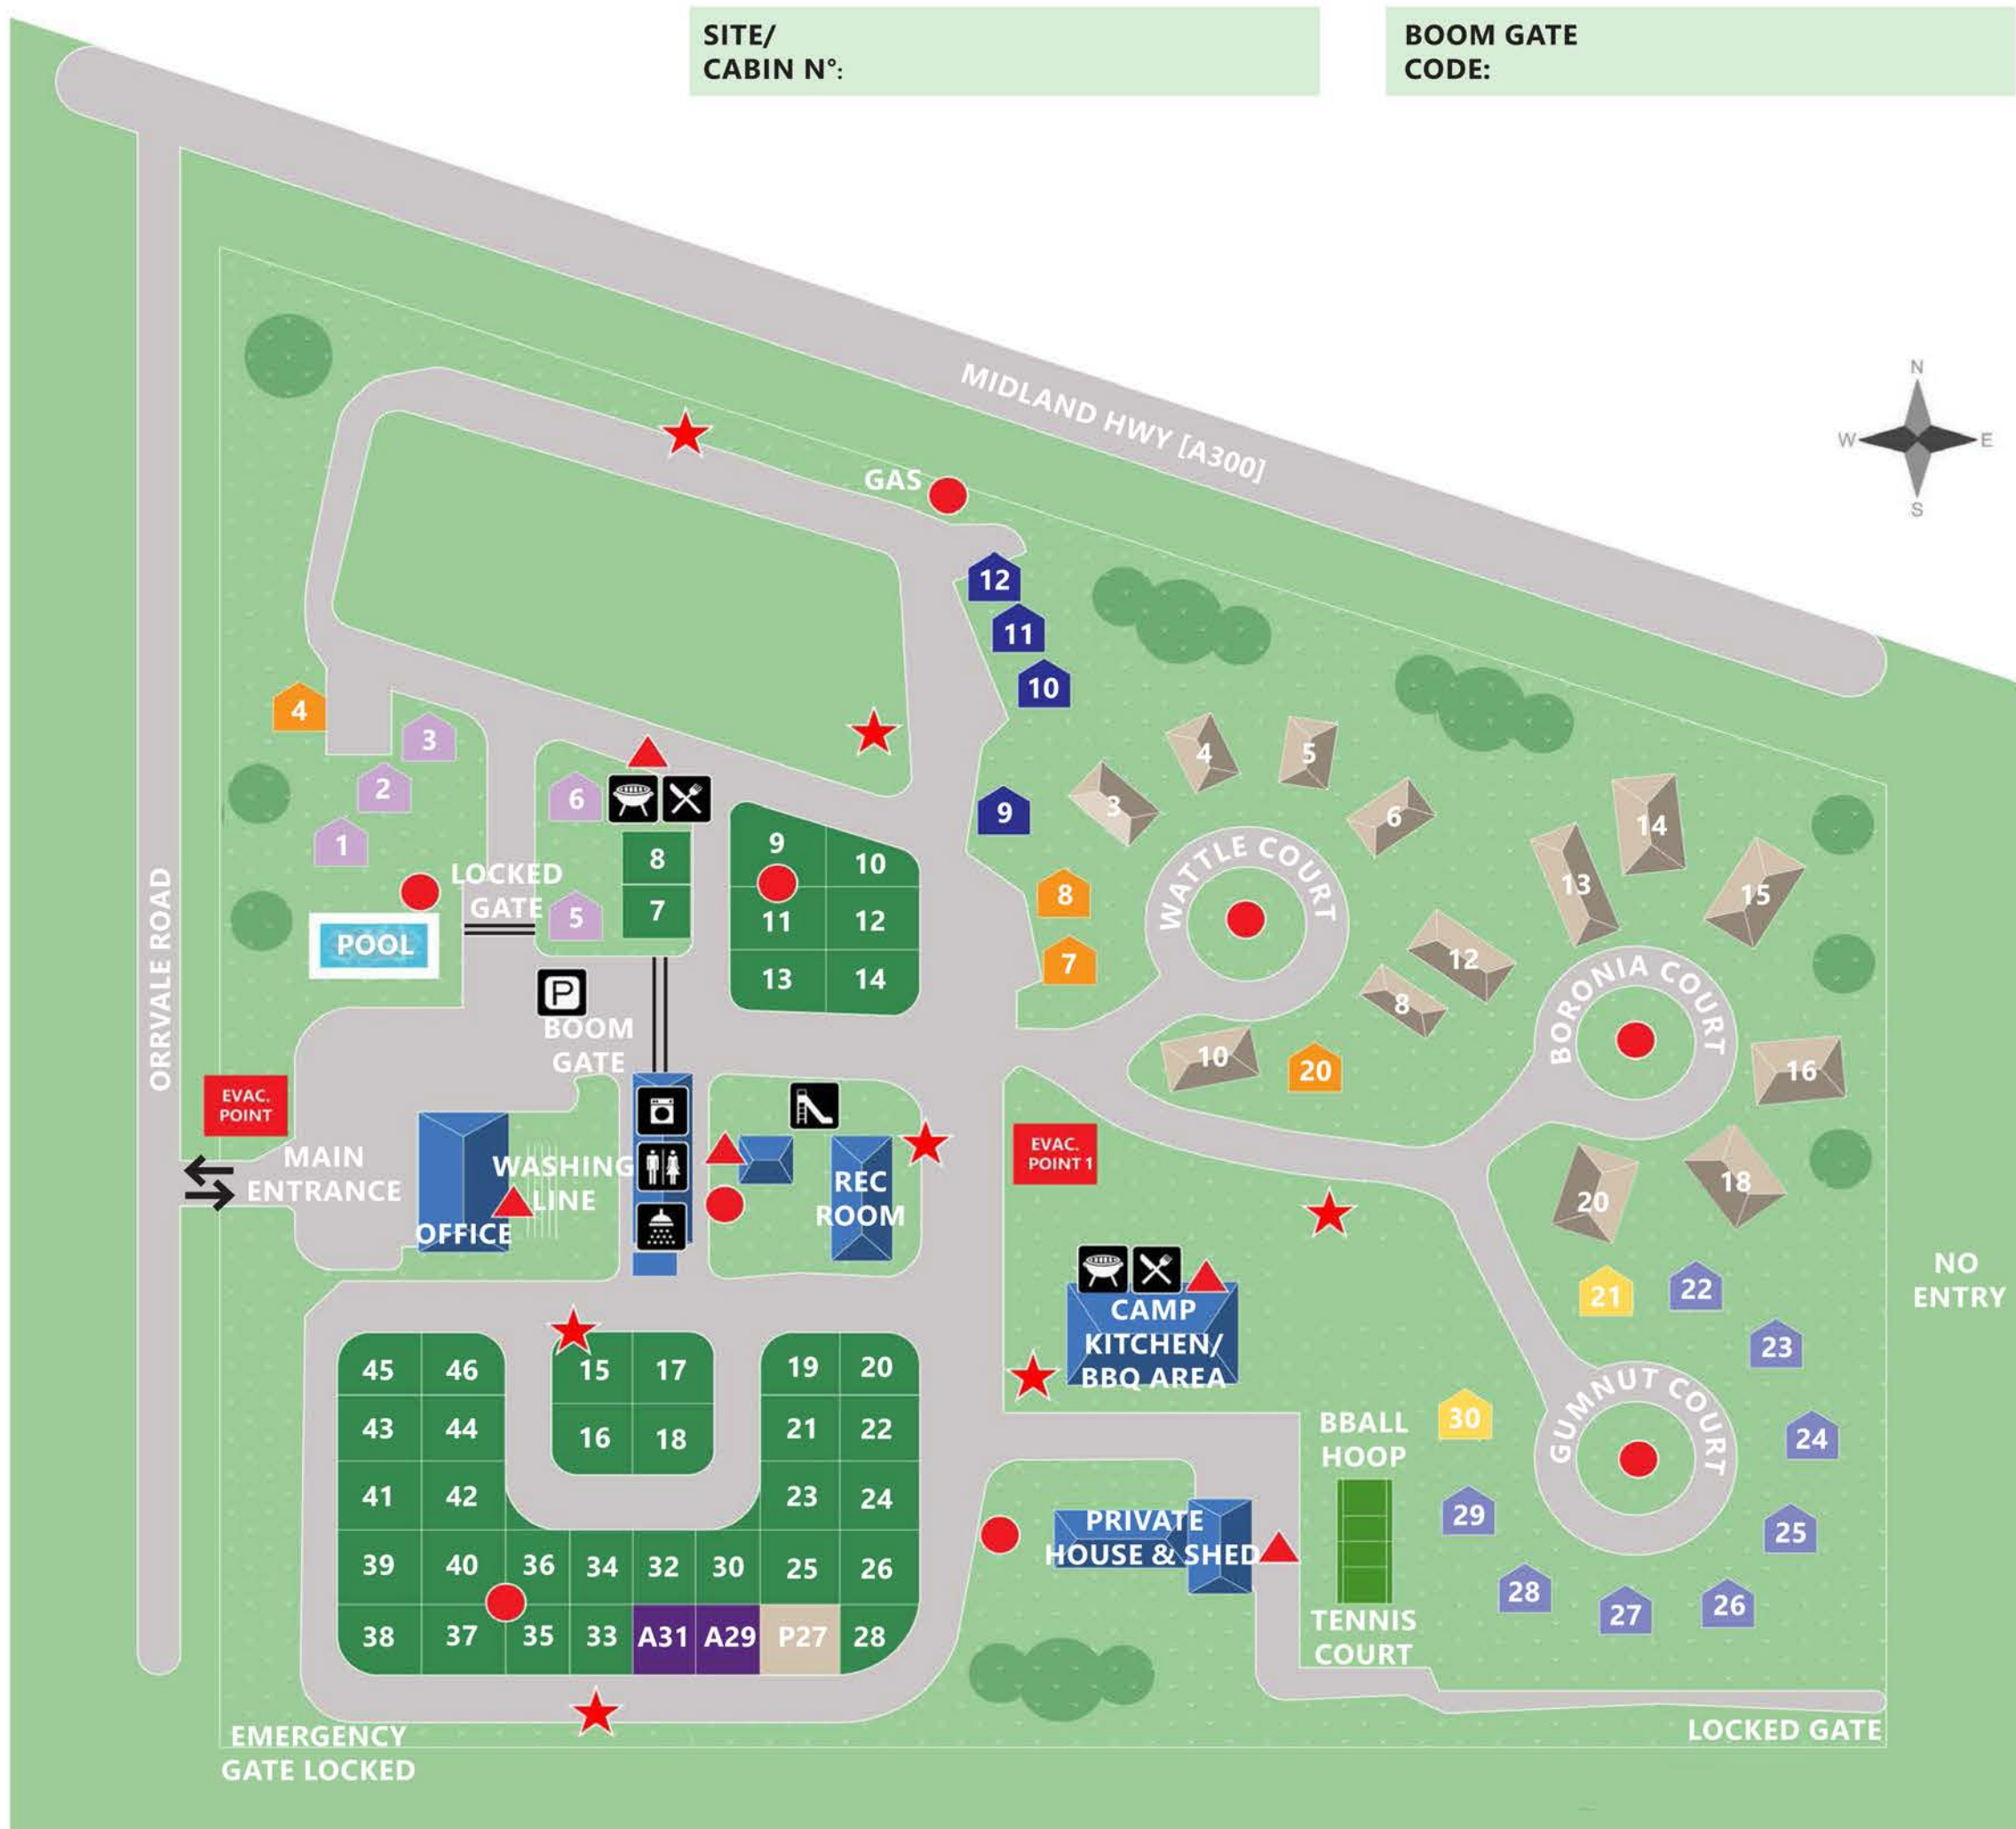 SITE/
CABIN N°:
BOOM GATE
CODE:
MIDLAND HWY [A300]
N
W
E
S
GAS
12
11
10
4
3
2
1
6
5
8
7
9
10
11
12
13
14
9
8
7
3
4
5
6
WATTLE COURT
14
13
15
12
8
10
20
BORONIA COURT
16
18
20
LOCKED
GATE
POOL
P
BOOM
GATE
ORRVALE ROAD
EVAC.
POINT
MAIN
ENTRANCE
WASHING
LINE
OFFICE
REC
ROOM
EVAC.
POINT 1
CAMP
KITCHEN/
BBQ AREA
NO
ENTRY
21
22
23
24
25
26
27
28
29
30
GUMNUT COURT
BBALL
HOOP
TENNIS
COURT
PRIVATE
HOUSE & SHED
45 46 15 17 19 20
43 44 16 18 21 22
41 42 23 24
39 40 36 34 32 30 25 26
38 37 35 33 A31 A29 P27 28
EMERGENCY
GATE LOCKED
LOCKED GATE